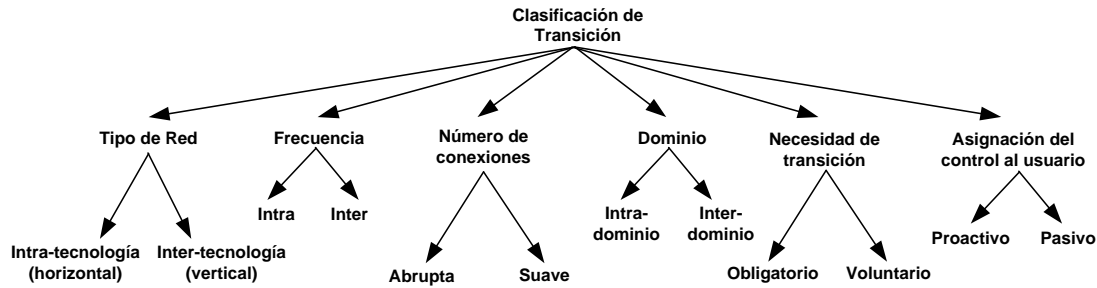 Clasificación de
Transición
Tipo de Red
Frecuencia
Número de
conexiones
Dominio
Necesidad de
transición
Asignación del
control al usuario
Intra
Inter
Intra-
dominio
Inter-
dominio
Proactivo
Pasivo
Intra-tecnología
(horizontal)
Inter-tecnología
(vertical)
Abrupta
Suave
Obligatorio
Voluntario